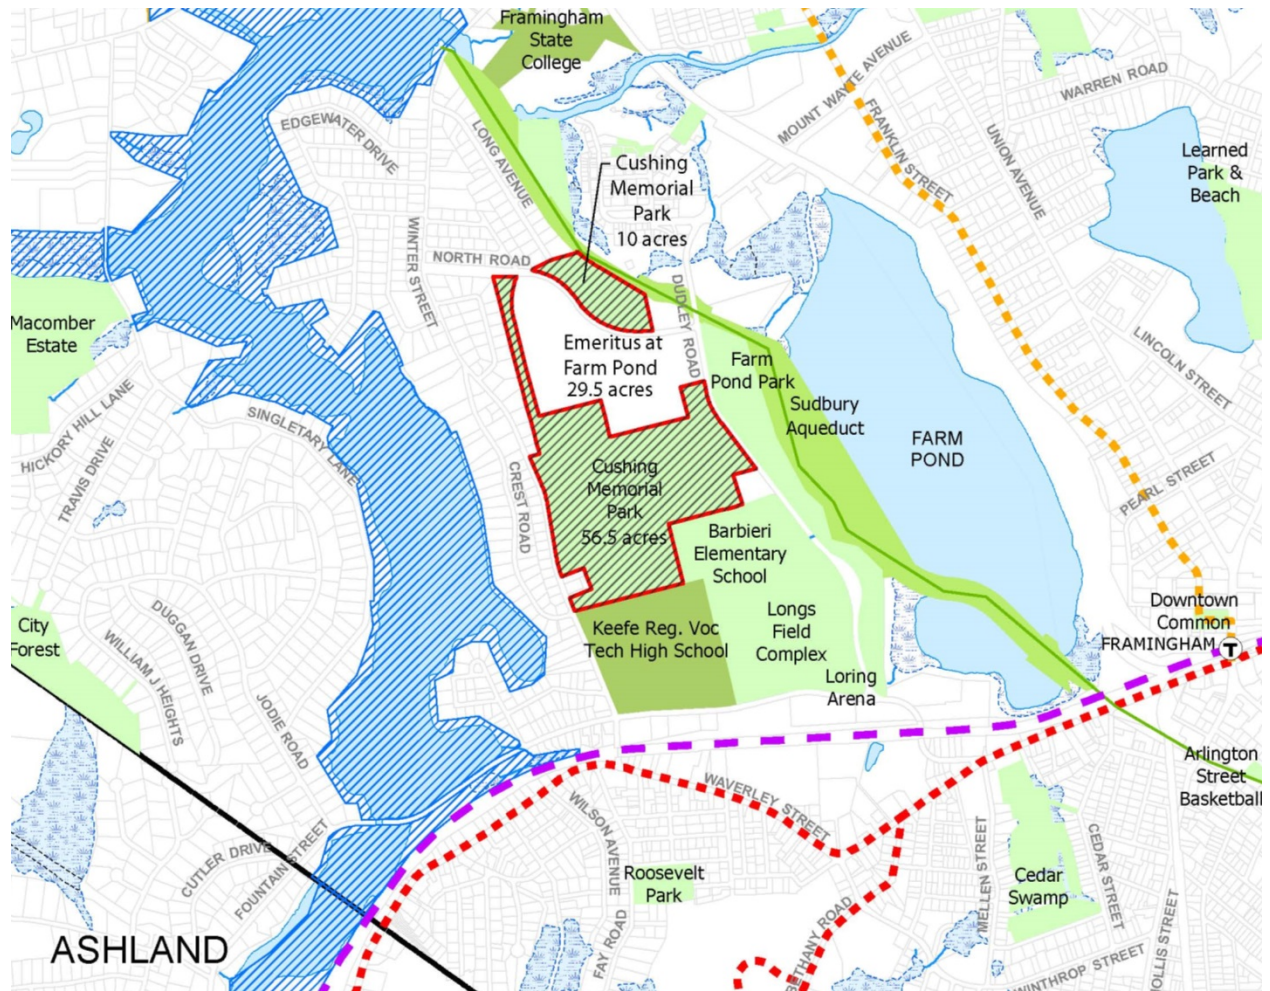 Framingham
State
College
WARREN ROAD
MOUNT WAYTE AVENUE
FRANKLIN STREET
UNION AVENUE
EDGEWATER DRIVE
LONG AVENUE
Learned
Park &
Beach
Cushing
Memorial
Park
10 acres
WINTER STREET
NORTH ROAD
DUDLEY ROAD
Macomber
Estate
Emeritus at
Farm Pond
29.5 acres
LINCOLN STREET
Farm
Pond Park
Sudbury
Aqueduct
HICKORY HILL LANE
SINGLETARY LANE
TRAVIS DRIVE
FARM
POND
PEARL STREET
CREST ROAD
Cushing
Memorial
Park
56.5 acres
Barbieri
Elementary
School
City
Forest
DUGGAN DRIVE
WILLIAM J HEIGHTS
Keefe Reg. Voc
Tech High School
Longs
Field
Complex
Loring
Arena
Downtown
Common
FRAMINGHAM
T
JODIE ROAD
Arlington
Street
Basketball
WAVERLEY STREET
WILSON AVENUE
CUTLER DRIVE
FOUNTAIN STREET
Roosevelt
Park
MELLEN STREET
CEDAR STREET
Cedar
Swamp
ASHLAND
FAY ROAD
BETHANY ROAD
WINTHROP STREET
HOLLIS STREET